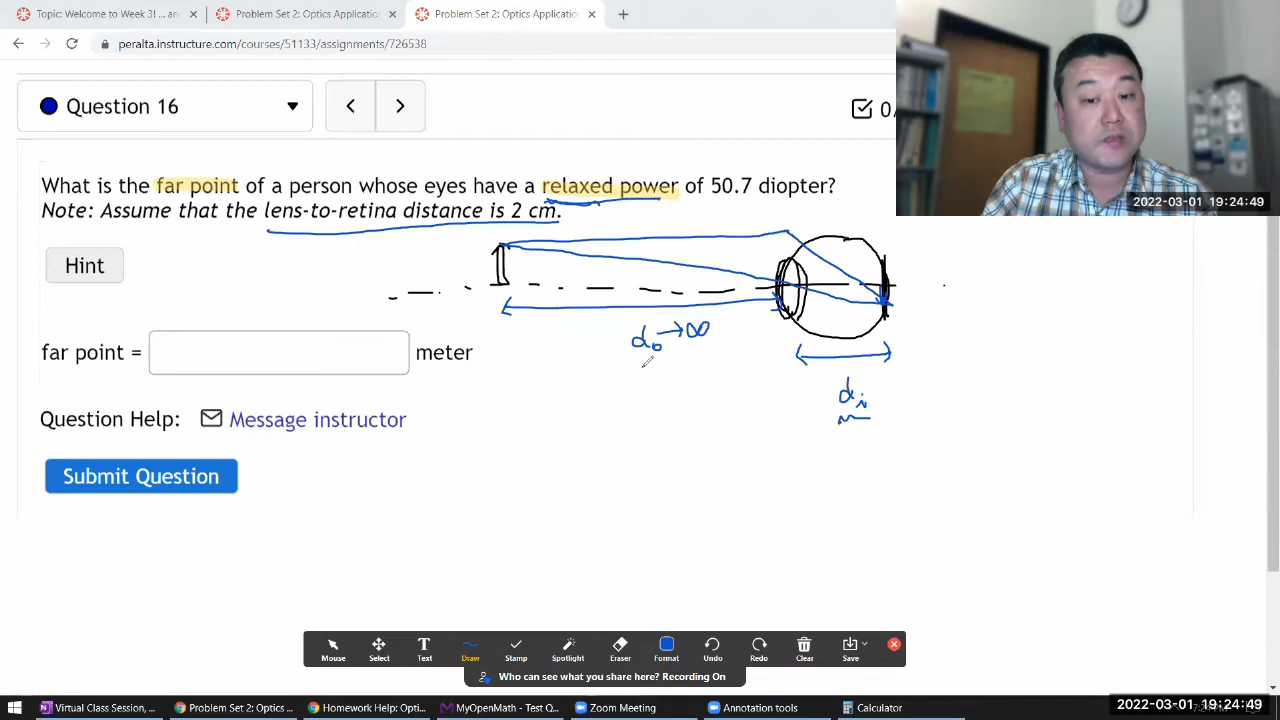 Topic: Welcome to Week 3! ... an
Problem Set 2: Optics Application
Problem Set 2: Optics Application
peralta.instructure.com/courses/51133/assignments/726538
Question 16
0/
2022-03-01 19:24:49
What is the far point of a person whose eyes have a relaxed power of 50.7 diopter?
Note: Assume that the lens-to-retina distance is 2 cm.
Hint
do → ∞
far point =
meter
di
Question Help:
Message instructor
Submit Question
Mouse
Select
Text
Draw
Stamp
Spotlight
Eraser
Format
Undo
Redo
Clear
Save
Who can see what you share here? Recording On
Virtual Class Session, ...
Problem Set 2: Optics ...
Homework Help: Opti...
MyOpenMath - Test Q...
Zoom Meeting
Annotation tools
Calculator
2022-03-01 19:24:49